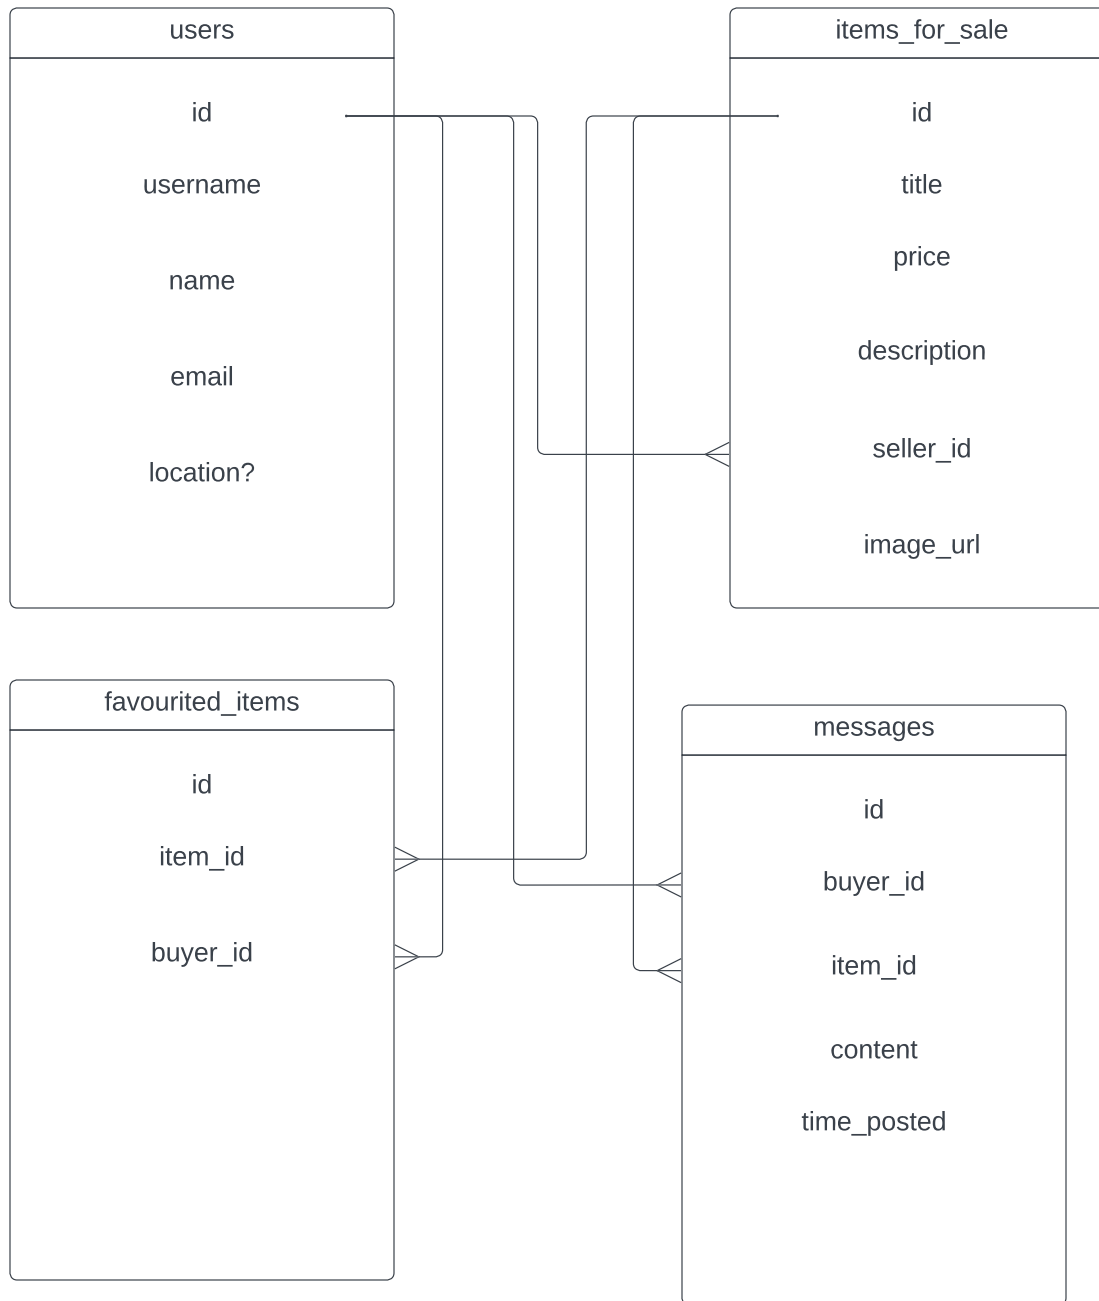 users
id
username
name
email
location?
items_for_sale
id
title
price
description
seller_id
image_url
favourited_items
id
item_id
buyer_id
messages
id
buyer_id
item_id
content
time_posted